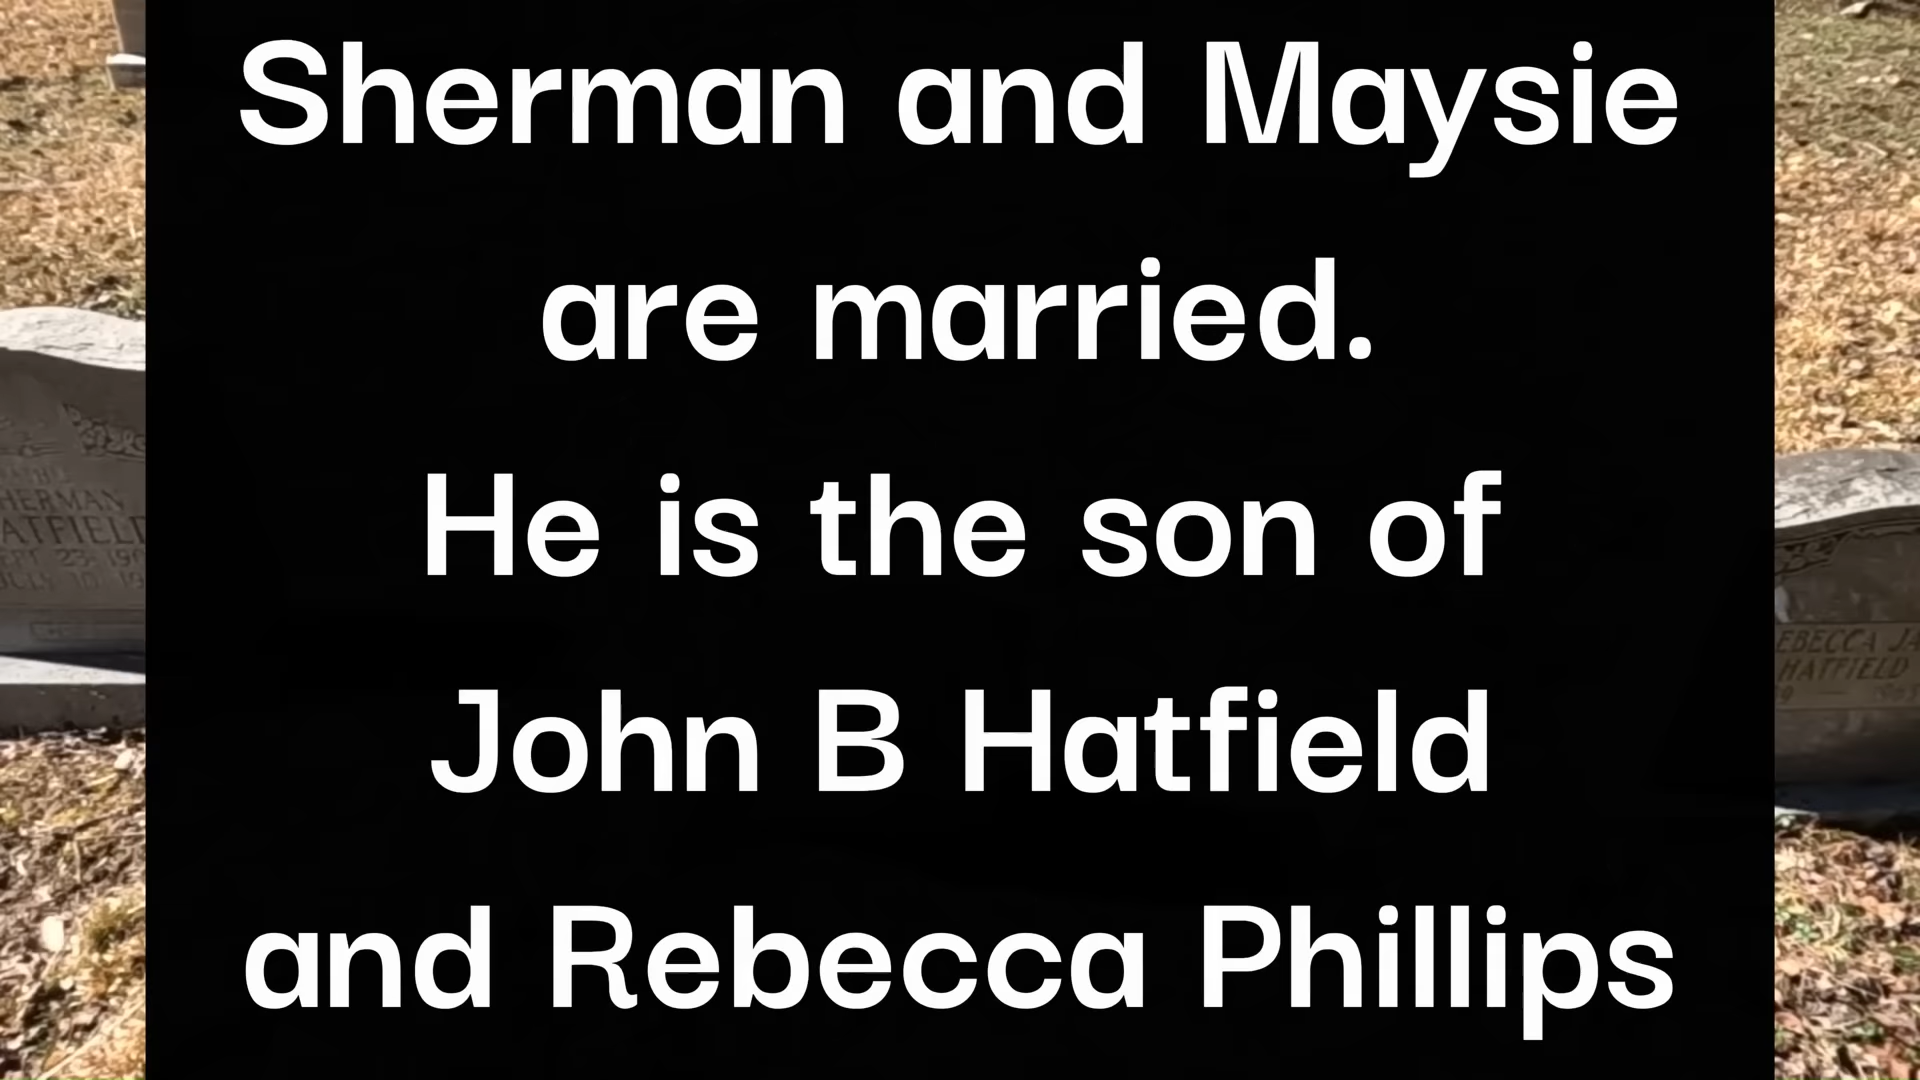 Sherman and Maysie
are married.
He is the son of
John B Hatfield
and Rebecca Phillips
HERMAN
ATFIELD
EBECCA JA
HATFIELD